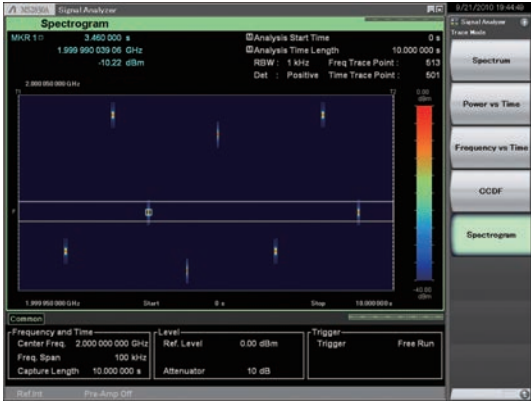 MS2830A Signal Analyzer
9/21/2010 19:44:49
Spectrogram
MKR 1 3.460 000 s
1.999 990 039 06 GHz
-10.22 dBm
Analysis Start Time 0 s
Analysis Time Length 10.000 000 s
RBW : 1 kHz Freq Trace Point : 513
Det : Positive Time Trace Point : 501
2.000 050 000 GHz
T1
T2
0.00
dBm
F
-40.00
dBm
1.999 950 000 GHz Start 0 s Stop 10.000 000 s
Common
Frequency and Time
Center Freq. 2.000 000 000 GHz
Freq. Span 100 kHz
Capture Length 10.000 000 s
Level
Ref. Level 0.00 dBm
Attenuator 10 dB
Trigger
Trigger Free Run
Ref.Int Pre-Amp Off
Signal Analyzer
Trace Mode
Spectrum
Power vs Time
Frequency vs Time
CCDF
Spectrogram